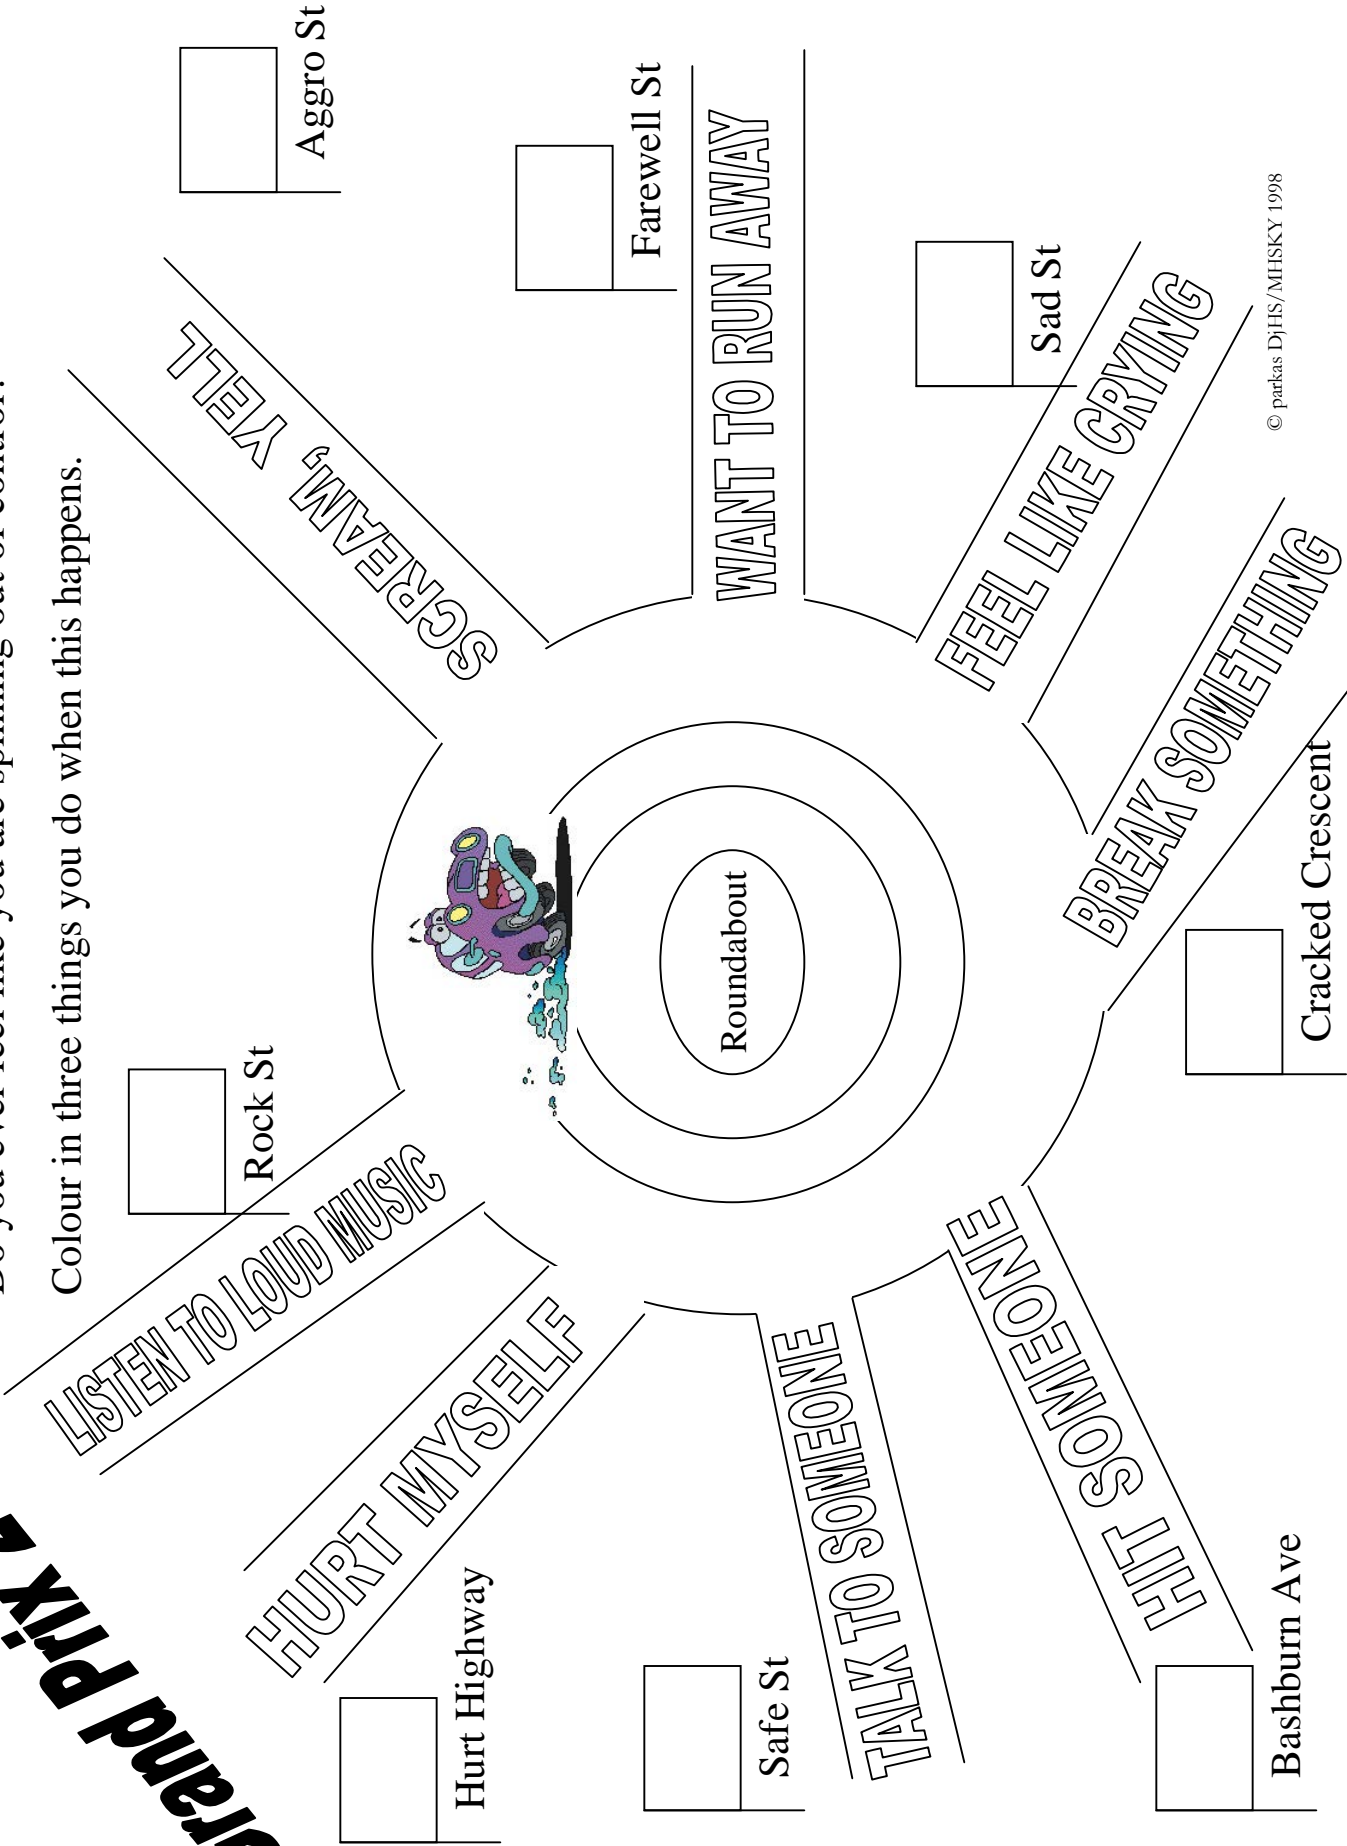 Do you ever feel like you are spinning out of control?
Colour in three things you do when this happens.
rand Prix 2
Rock St
LISTEN TO LOUD MUSIC
Aggro St
SCREAM, YELL
Hurt Highway
HURT MYSELF
Farewell St
WANT TO RUN AWAY
Roundabout
Safe St
TALK TO SOMEONE
Sad St
FEEL LIKE CRYING
Bashburn Ave
HIT SOMEONE
Cracked Crescent
BREAK SOMETHING
© parkas DjHS/MHSKY 1998